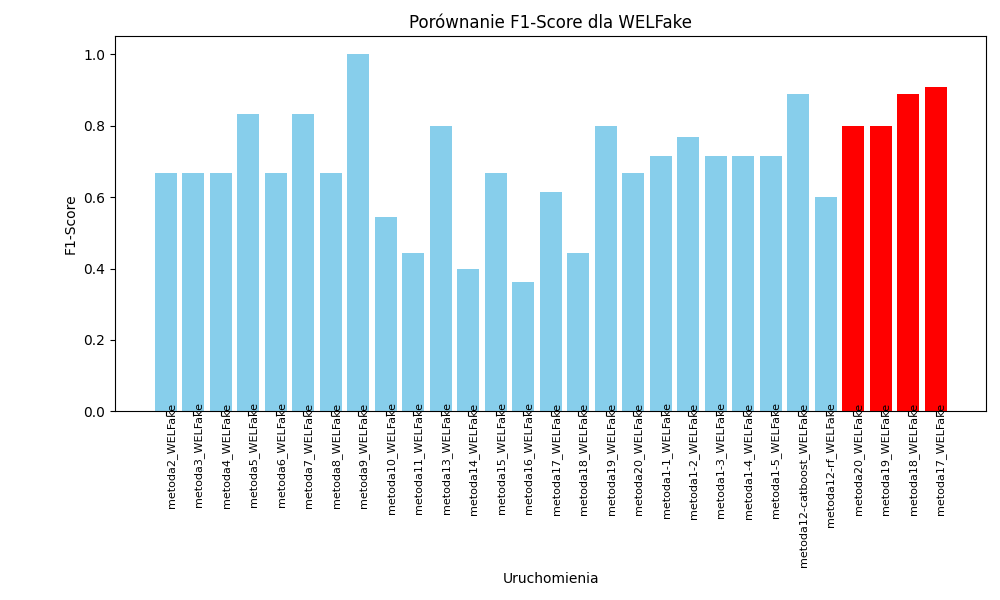 Porównanie F1-Score dla WELFake
F1-Score
1.0
0.8
0.6
0.4
0.2
0.0
metoda2_WELFake
metoda3_WELFake
metoda4_WELFake
metoda5_WELFake
metoda6_WELFake
metoda7_WELFake
metoda8_WELFake
metoda9_WELFake
metoda10_WELFake
metoda11_WELFake
metoda13_WELFake
metoda14_WELFake
metoda15_WELFake
metoda16_WELFake
metoda17_WELFake
metoda18_WELFake
metoda19_WELFake
metoda20_WELFake
metoda1-1_WELFake
metoda1-2_WELFake
metoda1-3_WELFake
metoda1-4_WELFake
metoda1-5_WELFake
metoda12-catboost_WELFake
metoda12-rf_WELFake
metoda20_WELFake
metoda19_WELFake
metoda18_WELFake
metoda17_WELFake
Uruchomienia